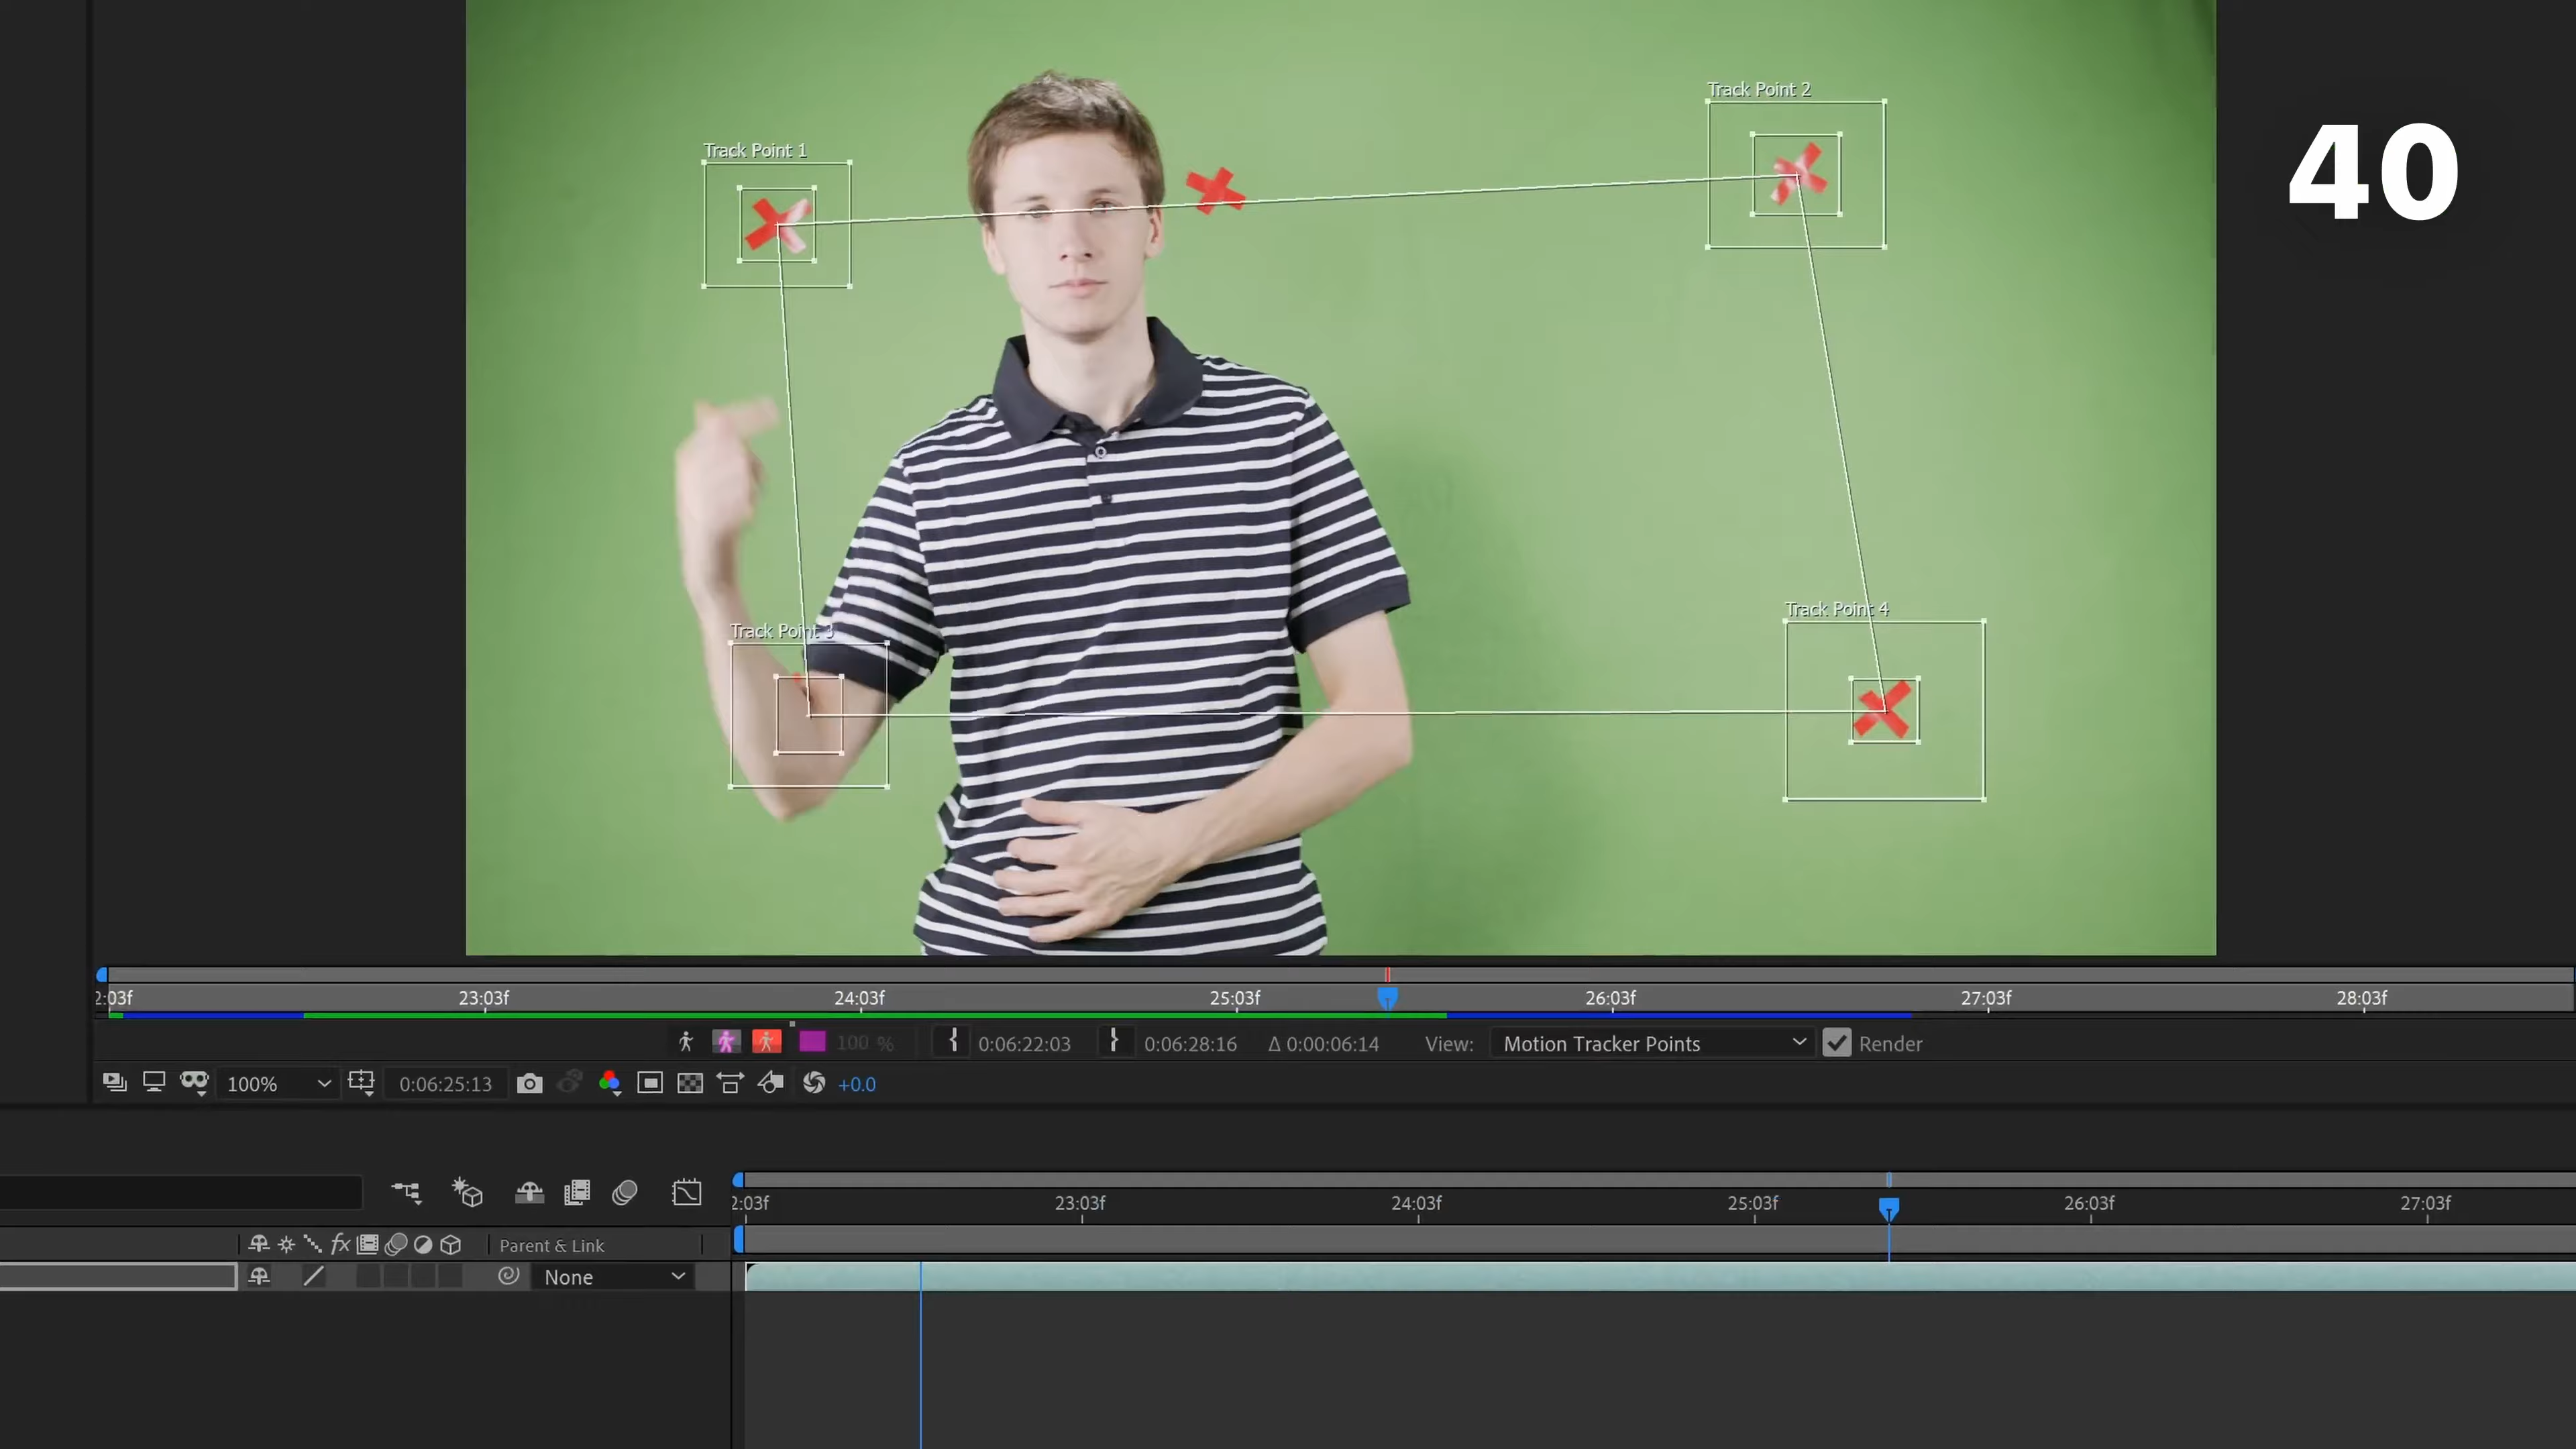 Track Point 2
40
Track Point 1
Track Point 4
Track Point 3
2:03f 23:03f 24:03f 25:03f 26:03f 27:03f 28:03f
100 % { 0:06:22:03 } 0:06:28:16 Δ 0:00:06:14 View: Motion Tracker Points Render
100% 0:06:25:13 +0.0
2:03f 23:03f 24:03f 25:03f 26:03f 27:03f
fx Parent & Link
None